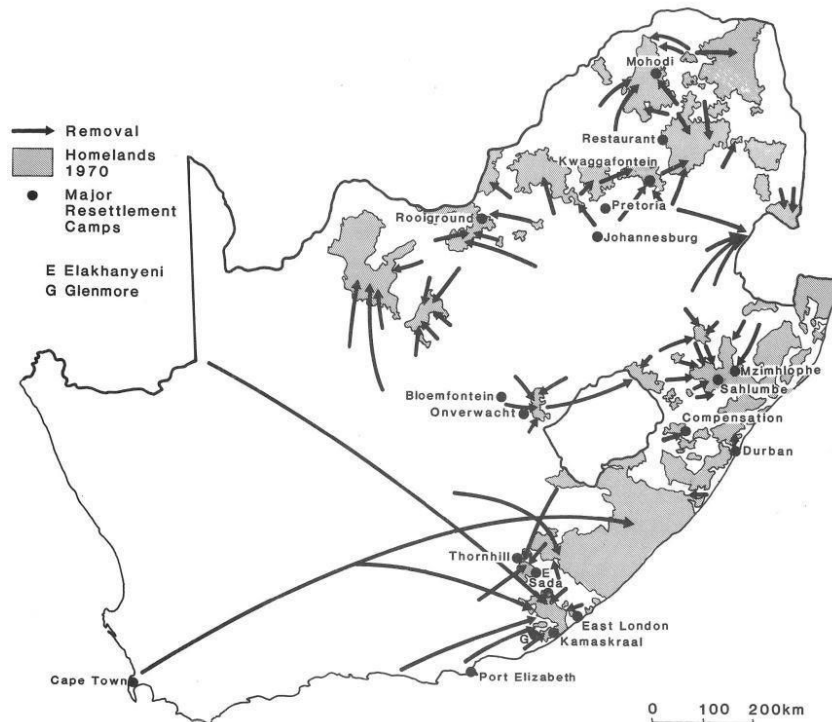 Removal
Homelands
1970
Major
Resettlement
Camps
E Elakhanyeni
G Glenmore
Mohodi
Restaurant
Kwaggafontein
Pretoria
Rooiground
Johannesburg
Mzimhlophe
Sahlumbe
Bloemfontein
Onverwacht
Compensation
Durban
Thornhill
E
Sada
East London
G
Kamaskraal
Cape Town
Port Elizabeth
0 100 200km